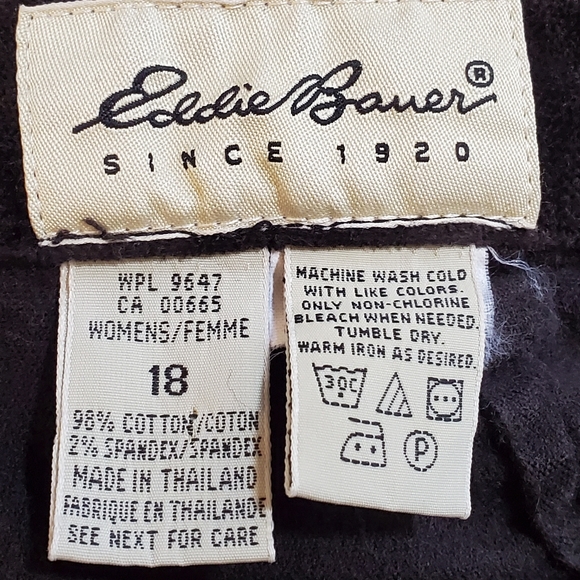 Eddie Bauer®
SINCE 1920
WPL 9647
CA 00665
WOMENS/FEMME
18
98% COTTON/COTON
2% SPANDEX/SPANDEX
MADE IN THAILAND
FABRIQUE EN THAILANDE
SEE NEXT FOR CARE
MACHINE WASH COLD
WITH LIKE COLORS.
ONLY NON-CHLORINE
BLEACH WHEN NEEDED.
TUMBLE DRY.
WARM IRON AS DESIRED.
30C
P